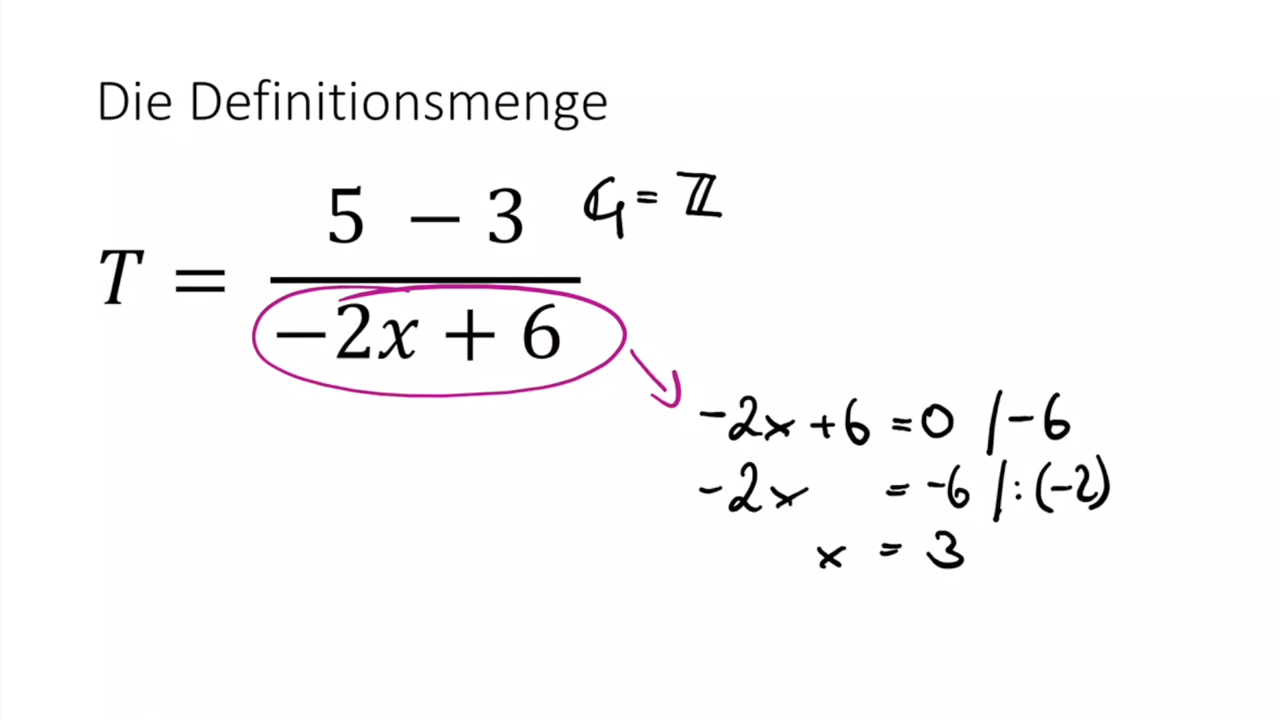 Die Definitionsmenge
5 − 3 G = ℤ
T =
−2x + 6
-2x + 6 = 0 | -6
-2x = -6 | : (-2)
x = 3